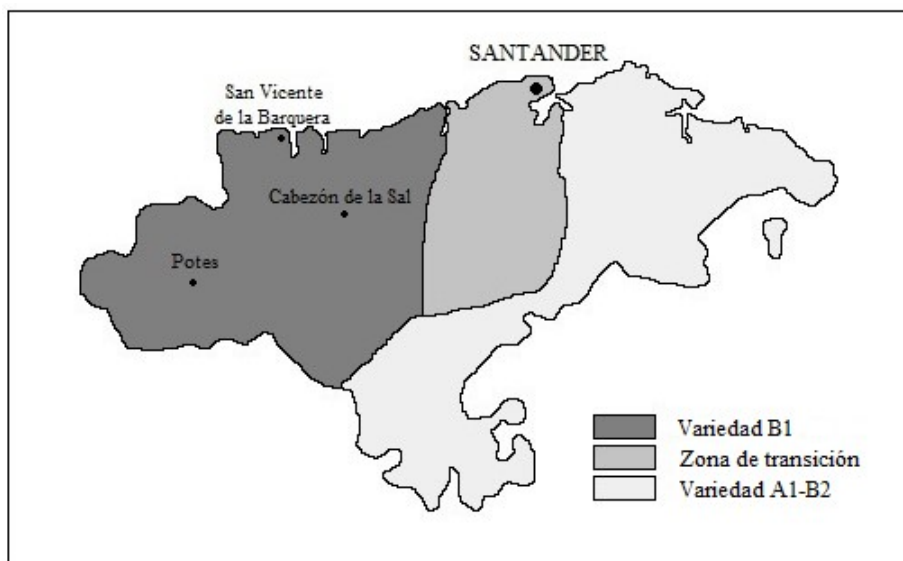 SANTANDER
San Vicente
de la Barquera
Cabezón de la Sal
Potes
Variedad B1
Zona de transición
Variedad A1-B2